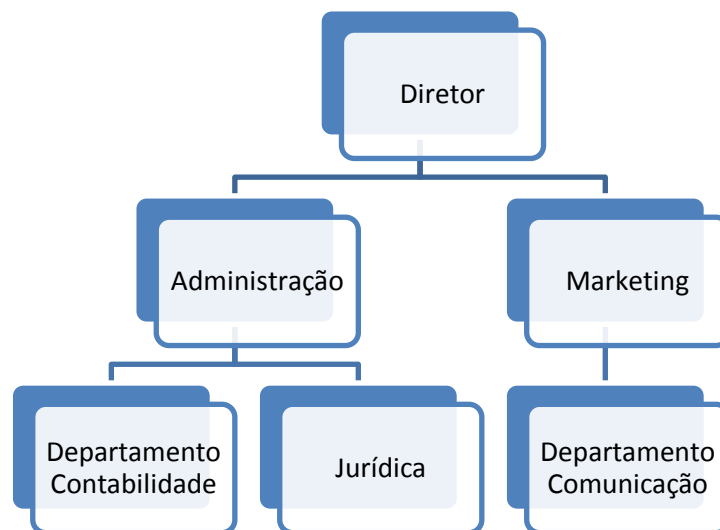 Diretor
Administração
Marketing
Departamento
Contabilidade
Jurídica
Departamento
Comunicação